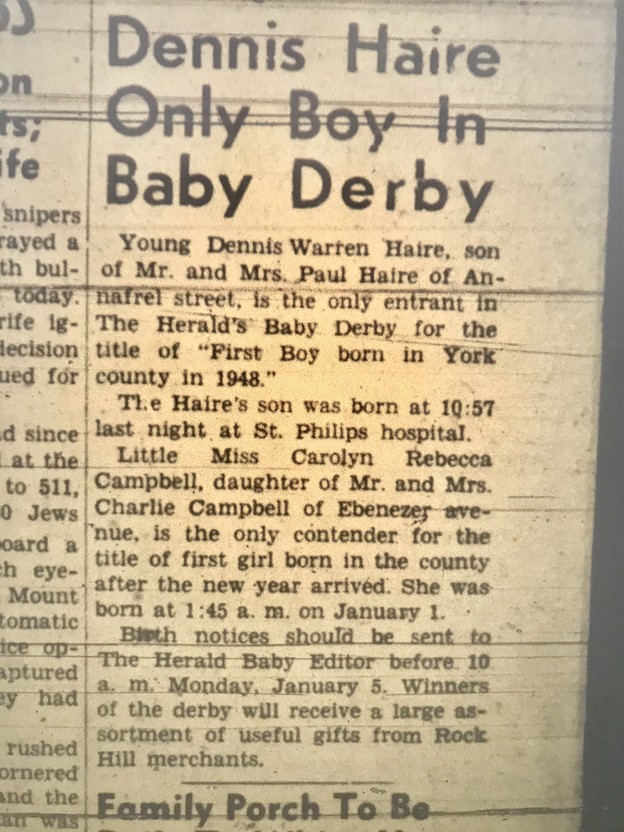 on
ts;
ife
snipers
rayed a
th bul-
today.
rife ig-
decision
ued for
d since
at the
to 511,
0 Jews
board a
ch eye-
Mount
tomatic
ice op-
aptured
ey had
rushed
ornered
and the
an was
Dennis Haire
Only Boy In
Baby Derby
Young Dennis Warren Haire, son
of Mr. and Mrs. Paul Haire of An-
nafrel street, is the only entrant in
The Herald's Baby Derby for the
title of "First Boy born in York
county in 1948."
The Haire's son was born at 10:57
last night at St. Philips hospital.
Little Miss Carolyn Rebecca
Campbell, daughter of Mr. and Mrs.
Charlie Campbell of Ebenezer ave-
nue, is the only contender for the
title of first girl born in the county
after the new year arrived. She was
born at 1:45 a. m. on January 1.
Birth notices should be sent to
The Herald Baby Editor before 10
a. m. Monday, January 5. Winners
of the derby will receive a large as-
sortment of useful gifts from Rock
Hill merchants.
Family Porch To Be